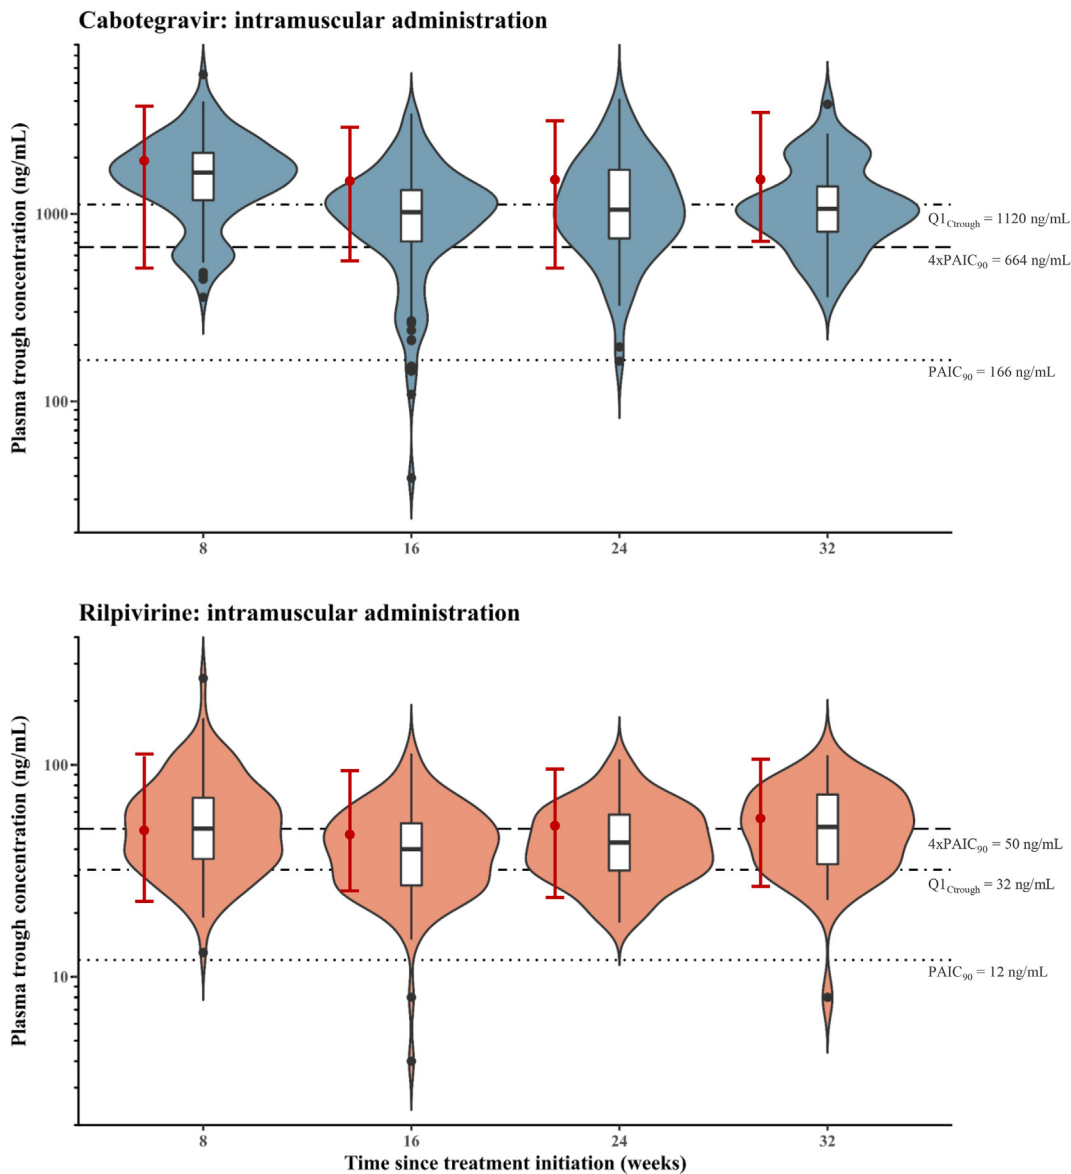 Cabotegravir: intramuscular administration
Plasma trough concentration (ng/mL)
1000
100
Q1Ctrough = 1120 ng/mL
4xPAIC90 = 664 ng/mL
PAIC90 = 166 ng/mL
8 16 24 32
Rilpivirine: intramuscular administration
Plasma trough concentration (ng/mL)
100
10
4xPAIC90 = 50 ng/mL
Q1Ctrough = 32 ng/mL
PAIC90 = 12 ng/mL
8 16 24 32
Time since treatment initiation (weeks)